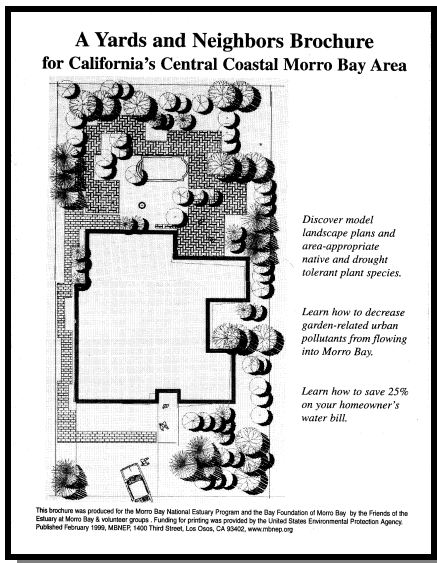 A Yards and Neighbors Brochure
for California's Central Coastal Morro Bay Area
Discover model
landscape plans and
area-appropriate
native and drought
tolerant plant species.
Learn how to decrease
garden-related urban
pollutants from flowing
into Morro Bay.
Learn how to save 25%
on your homeowner's
water bill.
This brochure was produced for the Morro Bay National Estuary Program and the Bay Foundation of Morro Bay by the Friends of the
Estuary at Morro Bay & volunteer groups . Funding for printing was provided by the United States Environmental Protection Agency.
Published February 1999, MBNEP, 1400 Third Street, Los Osos, CA 93402, www.mbnep.org